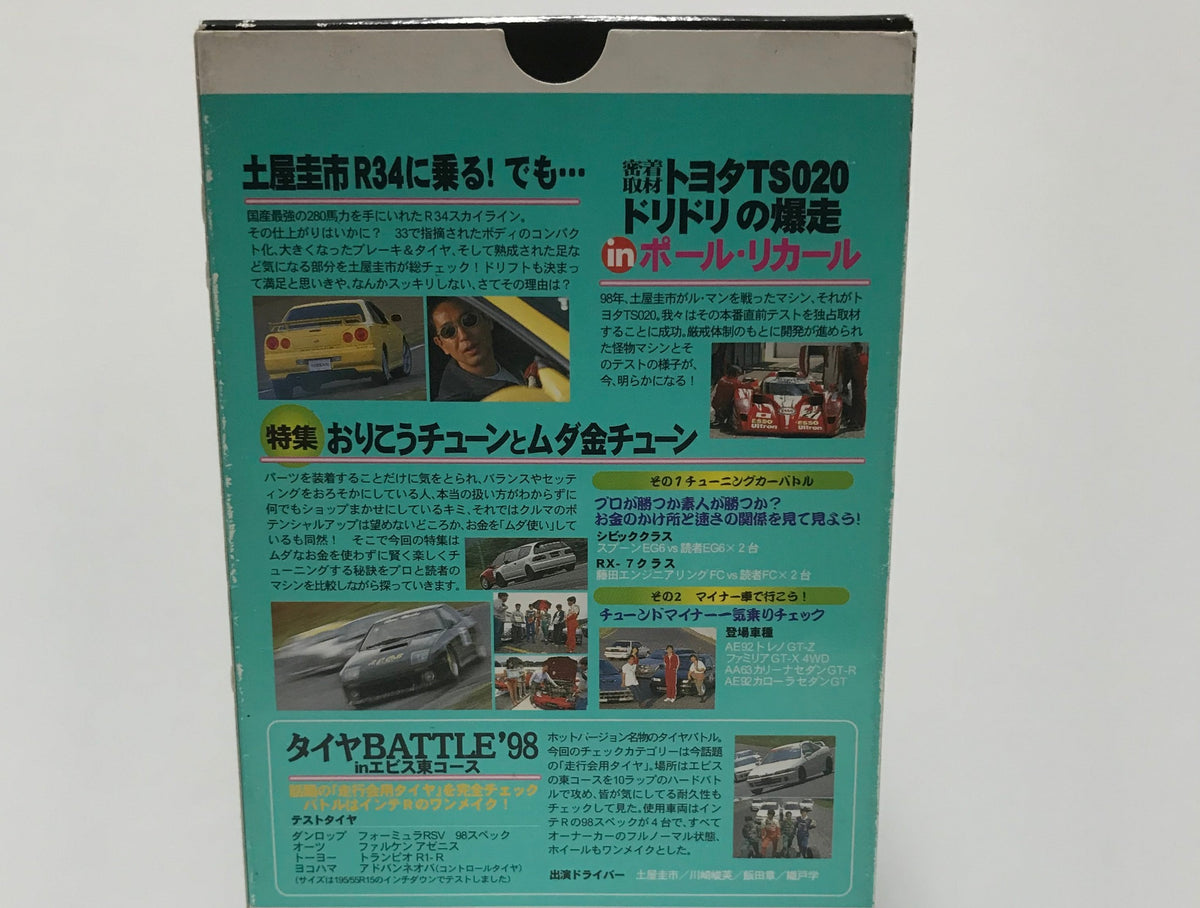 土屋圭市 R34に乗る! でも…
国産最強の280馬力を手にいれたR34スカイライン。
その仕上がりはいかに? 33で指摘されたボディのコンパク
ト化、大きくなったブレーキ&タイヤ、そして熟成された足な
ど気になる部分を土屋圭市が総チェック!ドリフトも決まっ
て満足と思いきや、なんかスッキリしない、さてその理由は?
密着
取材 トヨタTS020
ドリドリの爆走
in ポール・リカール
98年、土屋圭市がル・マンを戦ったマシン、それがト
ヨタTS020。我々はその本番直前テストを独占取材
することに成功。厳戒体制のもとに開発が進められ
た怪物マシンとそ
のテストの様子が、
今、明らかになる!
ESSO
Ultron
ESSO
Ultron
特集 おりこうチューンとムダ金チューン
パーツを装着することだけに気をとられ、バランスやセッテ
ィングをおろそかにしている人、本当の扱い方がわからずに
何でもショップまかせにしているキミ、それではクルマのポ
テンシャルアップは望めないどころか、お金を「ムダ使い」して
いるも同然! そこで今回の特集は
ムダなお金を使わずに賢く楽しくチ
ューニングする秘訣をプロと読者の
マシンを比較しながら探っていきます。
その1チューニングカーバトル
プロが勝つか素人が勝つか?
お金のかけ所と速さの関係を見て見よう!
シビッククラス
スプーンEG6 vs 読者EG6×2台
RX-7クラス
藤田エンジニアリングFC vs 読者FC×2台
その2 マイナー車で行こう!
チューンドマイナー一気乗りチェック
登場車種
AE92トレノGT-Z
ファミリアGT-X 4WD
AA63カリーナセダンGT-R
AE92カローラセダンGT
タイヤBATTLE'98
inエビス東コース
話題の「走行会用タイヤ」を完全チェック
バトルはインテRのワンメイク!
テストタイヤ
ダンロップ フォーミュラRSV 98スペック
オーツ ファルケン アゼニス
トーヨー トランピオ R1-R
ヨコハマ アドバンネオバ(コントロールタイヤ)
(サイズは195/55R15のインチダウンでテストしました)
ホットバージョン名物のタイヤバトル。
今回のチェックカテゴリーは今話題
の「走行会用タイヤ」。場所はエビス
の東コースを10ラップのハードバト
ルで攻め、皆が気にしてる耐久性も
チェックして見た。使用車両はイン
テRの98スペックが4台で、すべて
オーナーカーのフルノーマル状態、
ホイールもワンメイクとした。
出演ドライバー 土屋圭市/川崎峻英/飯田章/織戸学